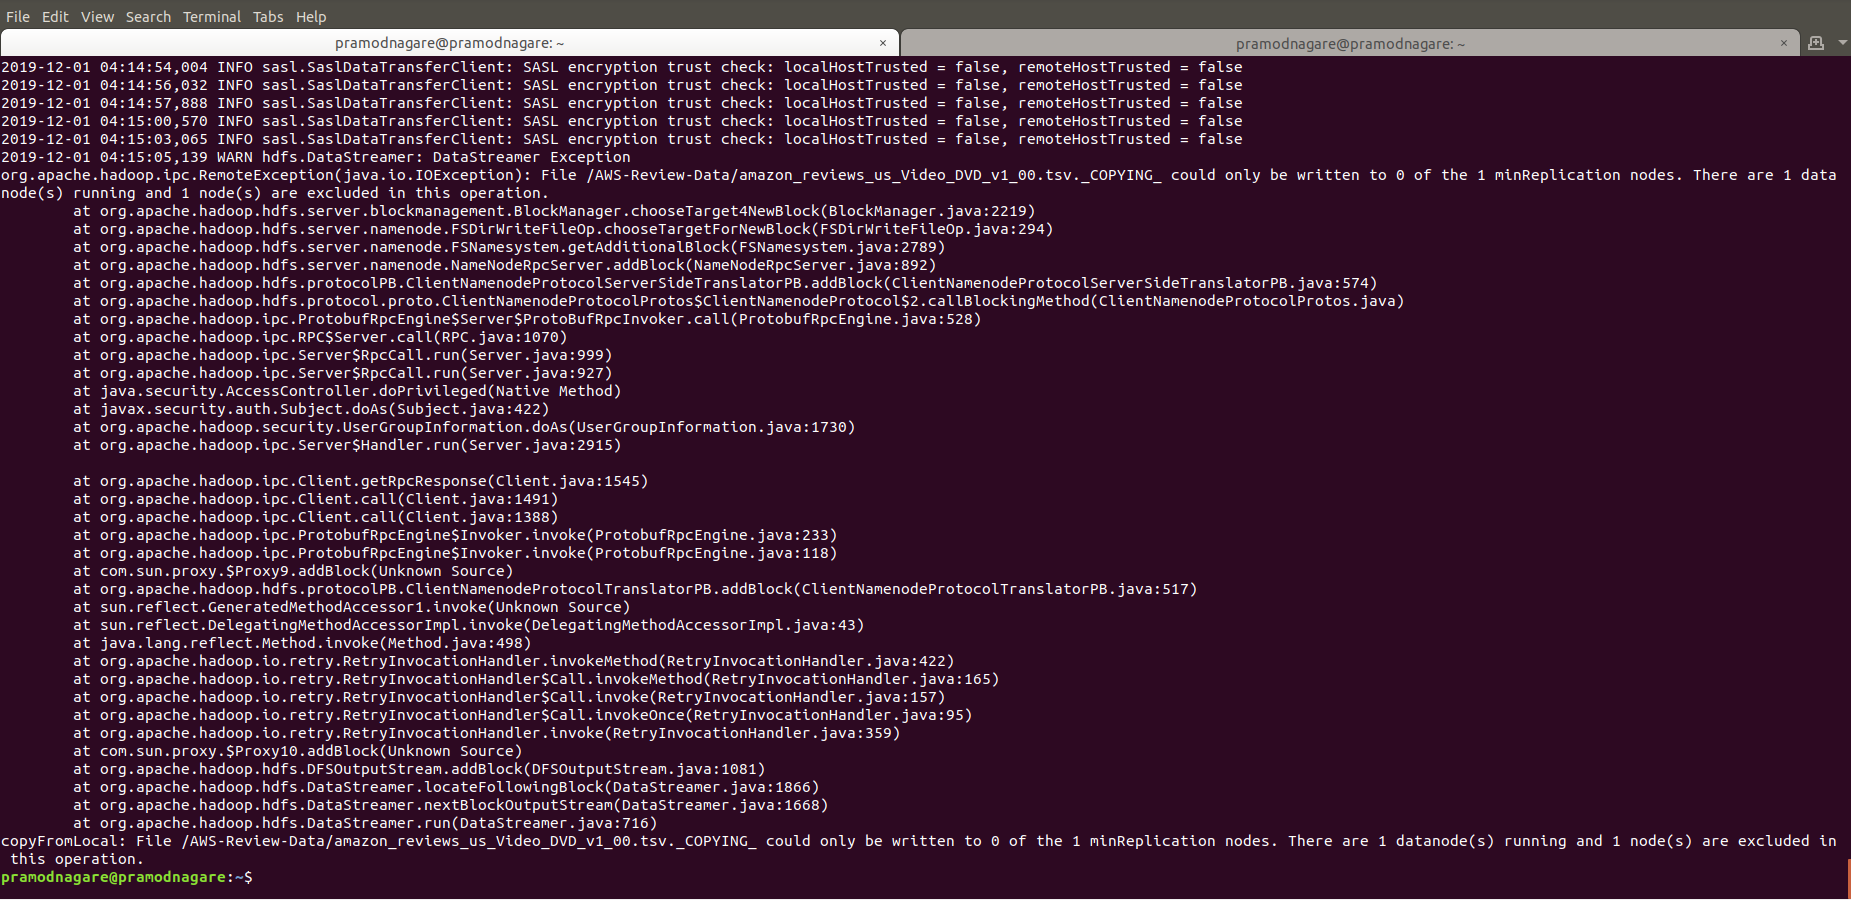 File Edit View Search Terminal Tabs Help
pramodnagare@pramodnagare: ~ × pramodnagare@pramodnagare: ~ ×
2019-12-01 04:14:54,004 INFO sasl.SaslDataTransferClient: SASL encryption trust check: localHostTrusted = false, remoteHostTrusted = false
2019-12-01 04:14:56,032 INFO sasl.SaslDataTransferClient: SASL encryption trust check: localHostTrusted = false, remoteHostTrusted = false
2019-12-01 04:14:57,888 INFO sasl.SaslDataTransferClient: SASL encryption trust check: localHostTrusted = false, remoteHostTrusted = false
2019-12-01 04:15:00,570 INFO sasl.SaslDataTransferClient: SASL encryption trust check: localHostTrusted = false, remoteHostTrusted = false
2019-12-01 04:15:03,065 INFO sasl.SaslDataTransferClient: SASL encryption trust check: localHostTrusted = false, remoteHostTrusted = false
2019-12-01 04:15:05,139 WARN hdfs.DataStreamer: DataStreamer Exception
org.apache.hadoop.ipc.RemoteException(java.io.IOException): File /AWS-Review-Data/amazon_reviews_us_Video_DVD_v1_00.tsv._COPYING_ could only be written to 0 of the 1 minReplication nodes. There are 1 data
node(s) running and 1 node(s) are excluded in this operation.
at org.apache.hadoop.hdfs.server.blockmanagement.BlockManager.chooseTarget4NewBlock(BlockManager.java:2219)
at org.apache.hadoop.hdfs.server.namenode.FSDirWriteFileOp.chooseTargetForNewBlock(FSDirWriteFileOp.java:294)
at org.apache.hadoop.hdfs.server.namenode.FSNamesystem.getAdditionalBlock(FSNamesystem.java:2789)
at org.apache.hadoop.hdfs.server.namenode.NameNodeRpcServer.addBlock(NameNodeRpcServer.java:892)
at org.apache.hadoop.hdfs.protocolPB.ClientNamenodeProtocolServerSideTranslatorPB.addBlock(ClientNamenodeProtocolServerSideTranslatorPB.java:574)
at org.apache.hadoop.hdfs.protocol.proto.ClientNamenodeProtocolProtos$ClientNamenodeProtocol$2.callBlockingMethod(ClientNamenodeProtocolProtos.java)
at org.apache.hadoop.ipc.ProtobufRpcEngine$Server$ProtoBufRpcInvoker.call(ProtobufRpcEngine.java:528)
at org.apache.hadoop.ipc.RPC$Server.call(RPC.java:1070)
at org.apache.hadoop.ipc.Server$RpcCall.run(Server.java:999)
at org.apache.hadoop.ipc.Server$RpcCall.run(Server.java:927)
at java.security.AccessController.doPrivileged(Native Method)
at javax.security.auth.Subject.doAs(Subject.java:422)
at org.apache.hadoop.security.UserGroupInformation.doAs(UserGroupInformation.java:1730)
at org.apache.hadoop.ipc.Server$Handler.run(Server.java:2915)
at org.apache.hadoop.ipc.Client.getRpcResponse(Client.java:1545)
at org.apache.hadoop.ipc.Client.call(Client.java:1491)
at org.apache.hadoop.ipc.Client.call(Client.java:1388)
at org.apache.hadoop.ipc.ProtobufRpcEngine$Invoker.invoke(ProtobufRpcEngine.java:233)
at org.apache.hadoop.ipc.ProtobufRpcEngine$Invoker.invoke(ProtobufRpcEngine.java:118)
at com.sun.proxy.$Proxy9.addBlock(Unknown Source)
at org.apache.hadoop.hdfs.protocolPB.ClientNamenodeProtocolTranslatorPB.addBlock(ClientNamenodeProtocolTranslatorPB.java:517)
at sun.reflect.GeneratedMethodAccessor1.invoke(Unknown Source)
at sun.reflect.DelegatingMethodAccessorImpl.invoke(DelegatingMethodAccessorImpl.java:43)
at java.lang.reflect.Method.invoke(Method.java:498)
at org.apache.hadoop.io.retry.RetryInvocationHandler.invokeMethod(RetryInvocationHandler.java:422)
at org.apache.hadoop.io.retry.RetryInvocationHandler$Call.invokeMethod(RetryInvocationHandler.java:165)
at org.apache.hadoop.io.retry.RetryInvocationHandler$Call.invoke(RetryInvocationHandler.java:157)
at org.apache.hadoop.io.retry.RetryInvocationHandler$Call.invokeOnce(RetryInvocationHandler.java:95)
at org.apache.hadoop.io.retry.RetryInvocationHandler.invoke(RetryInvocationHandler.java:359)
at com.sun.proxy.$Proxy10.addBlock(Unknown Source)
at org.apache.hadoop.hdfs.DFSOutputStream.addBlock(DFSOutputStream.java:1081)
at org.apache.hadoop.hdfs.DataStreamer.locateFollowingBlock(DataStreamer.java:1866)
at org.apache.hadoop.hdfs.DataStreamer.nextBlockOutputStream(DataStreamer.java:1668)
at org.apache.hadoop.hdfs.DataStreamer.run(DataStreamer.java:716)
copyFromLocal: File /AWS-Review-Data/amazon_reviews_us_Video_DVD_v1_00.tsv._COPYING_ could only be written to 0 of the 1 minReplication nodes. There are 1 datanode(s) running and 1 node(s) are excluded in
this operation.
pramodnagare@pramodnagare:~$